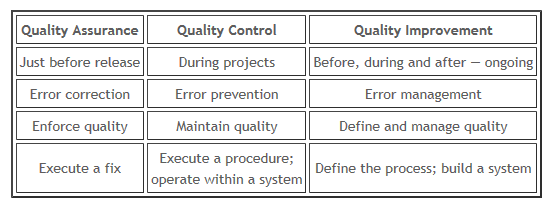 Quality Assurance Quality Control Quality Improvement
Just before release During projects Before, during and after — ongoing
Error correction Error prevention Error management
Enforce quality Maintain quality Define and manage quality
Execute a fix Execute a procedure; Define the process; build a system
operate within a system